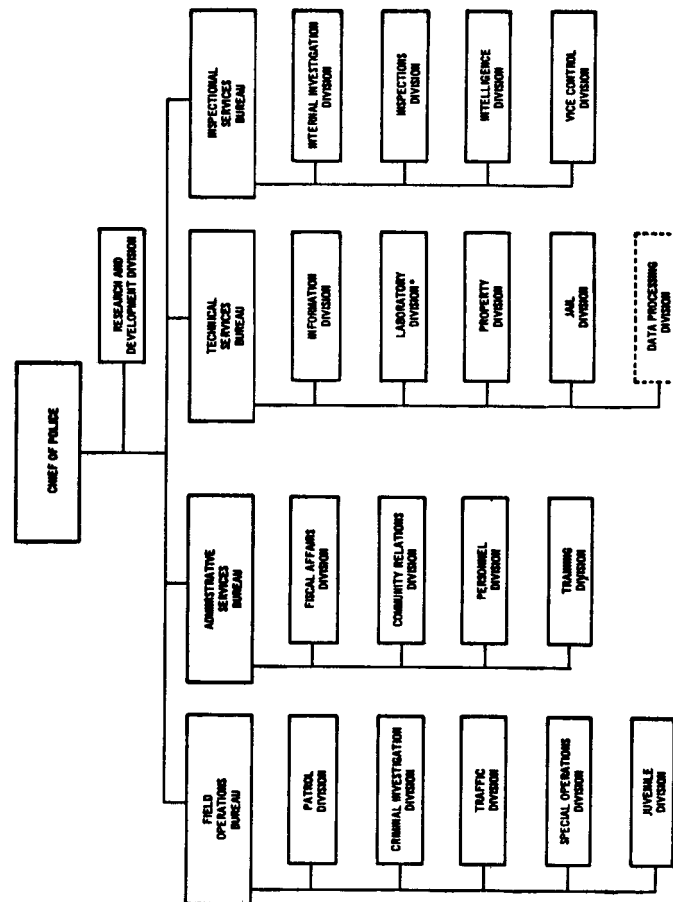 CHIEF OF POLICE
RESEARCH AND
DEVELOPMENT DIVISION
FIELD
OPERATIONS
BUREAU
PATROL
DIVISION
CRIMINAL INVESTIGATION
DIVISION
TRAFFIC
DIVISION
SPECIAL OPERATIONS
DIVISION
JUVENILE
DIVISION
ADMINISTRATIVE
SERVICES
BUREAU
FISCAL AFFAIRS
DIVISION
COMMUNITY RELATIONS
DIVISION
PERSONNEL
DIVISION
TRAINING
DIVISION
TECHNICAL
SERVICES
BUREAU
INFORMATION
DIVISION
LABORATORY
DIVISION*
PROPERTY
DIVISION
JAIL
DIVISION
DATA PROCESSING
DIVISION
INSPECTIONAL
SERVICES
BUREAU
INTERNAL INVESTIGATION
DIVISION
INSPECTIONS
DIVISION
INTELLIGENCE
DIVISION
VICE CONTROL
DIVISION